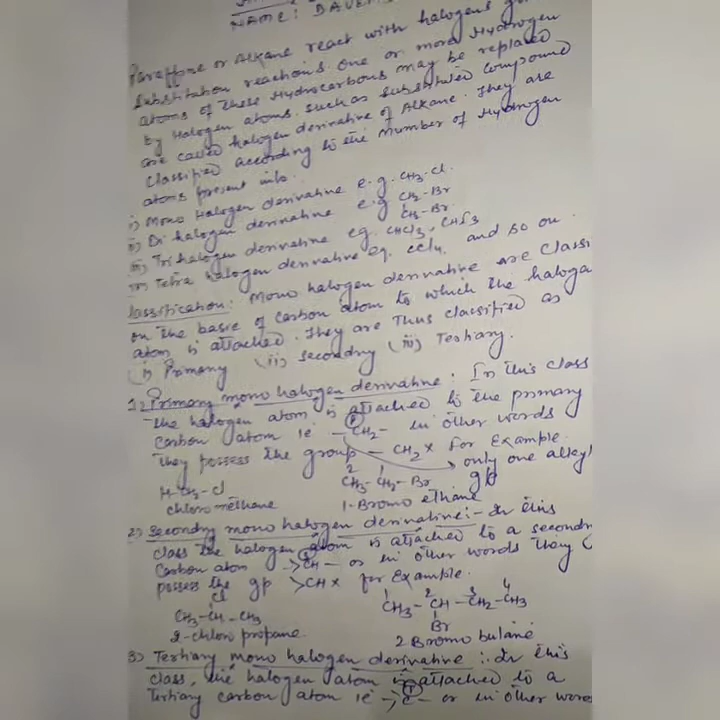 NAME:
Paraffine or Alkane react with halogens
Substitution reactions. One or more Hydrogen
atoms of these Hydrocarbons may be replaced
by Halogen atoms. Such as substituted compound
are called halogen derivative of Alkane. They are
Classified according to the number of Hydrogen
atoms present into.
i) Mono Halogen derivative e.g. CH3-Cl.
ii) Di halogen derivative e.g CH2-Br
CH2-Br.
iii) Tri halogen derivative eg. CHCl3, CHI3
iv) Tetra halogen derivative eg. CCl4. and so on.
lassification: Mono halogen derivative are Classi
on the basie of carbon atom to which the haloga
atom is attached. They are Thus classified as
(i) Primary (ii) Secondry (iii) Tertiary.
1) Primary mono halogen derivative: In this class
the halogen atom is attached to the primary
carbon atom ie -CH2- in other words
They possess the group - CH2X for Example.
only one alkyl
gp
H-CH2-Cl CH3-CH2-Br
chloro methane 1-Bromo ethane
2) Secondry mono halogen derivative:- In this
class the halogen atom is attached to a secondr
carbon atom >CH- or in other words they
possess the gp >CHX for Example.
Cl
CH3-CH-CH3 CH3-CH-CH2-CH3
Br
2-chloro propane. 2 Bromo butane
3) Tertiary mono halogen derivative:. In this
class, the halogen atom is attached to a
Tertiary carbon atom ie >C- or in other wors